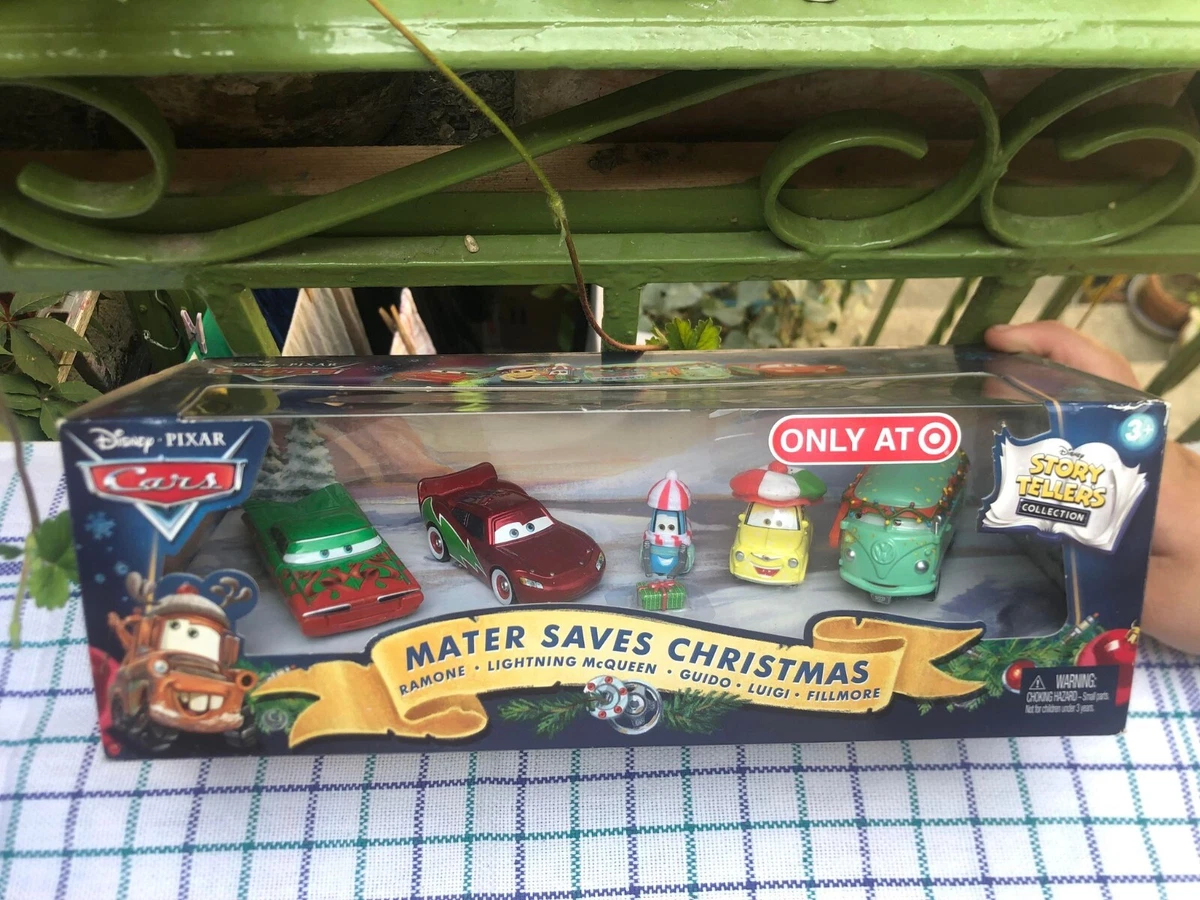 DISNEY · PIXAR
Cars
ONLY AT
3+
Disney
STORY
TELLERS
COLLECTION
MATER SAVES CHRISTMAS
RAMONE · LIGHTNING McQUEEN · GUIDO · LUIGI · FILLMORE
WARNING:
CHOKING HAZARD - Small parts.
Not for children under 3 years.